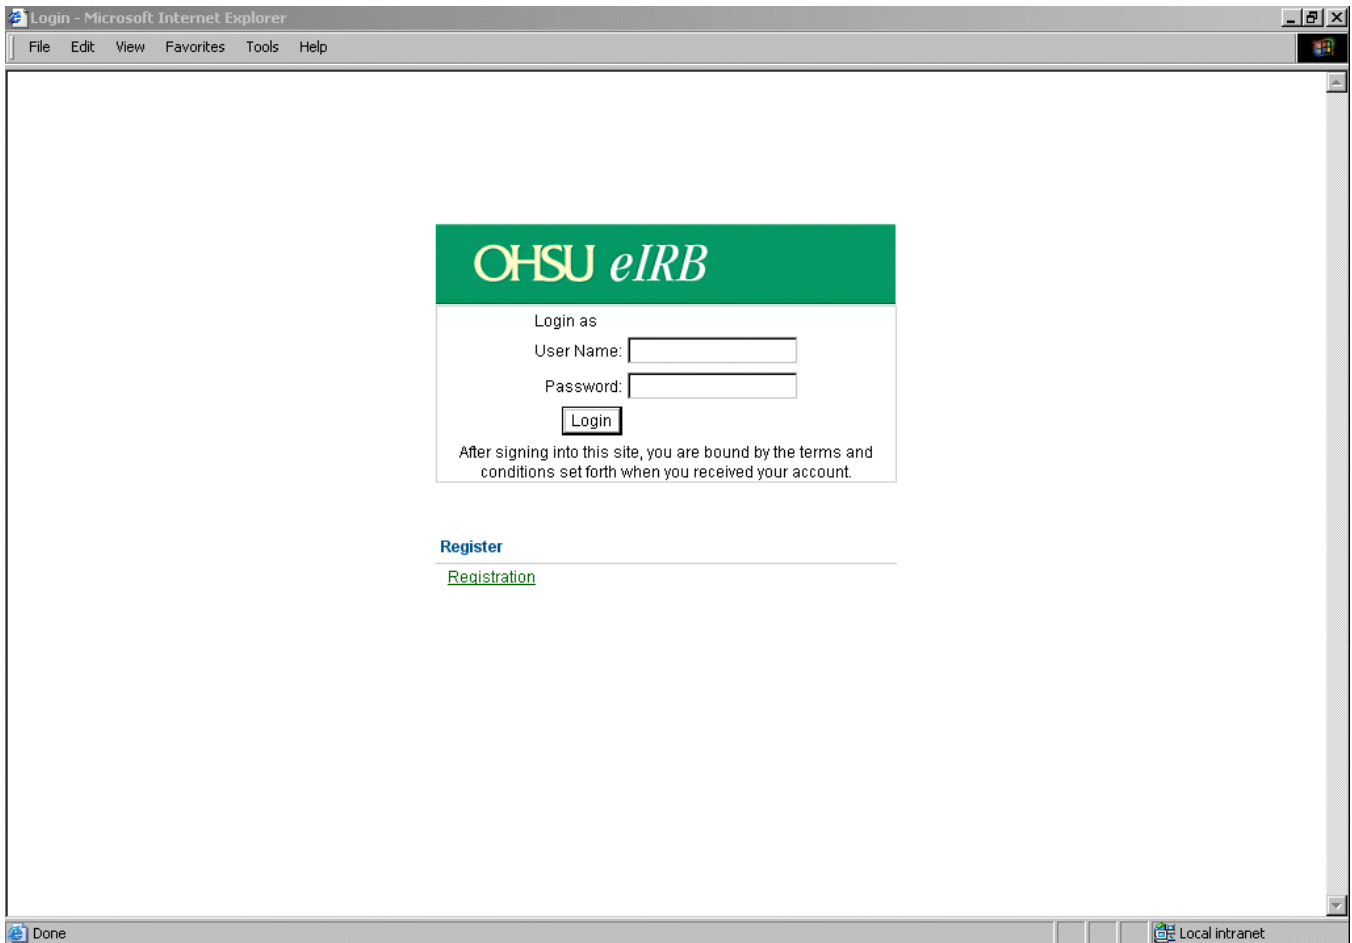 Login - Microsoft Internet Explorer
File Edit View Favorites Tools Help
OHSU eIRB
Login as
User Name:
Password:
Login
After signing into this site, you are bound by the terms and
conditions set forth when you received your account.
Register
Registration
Done Local intranet